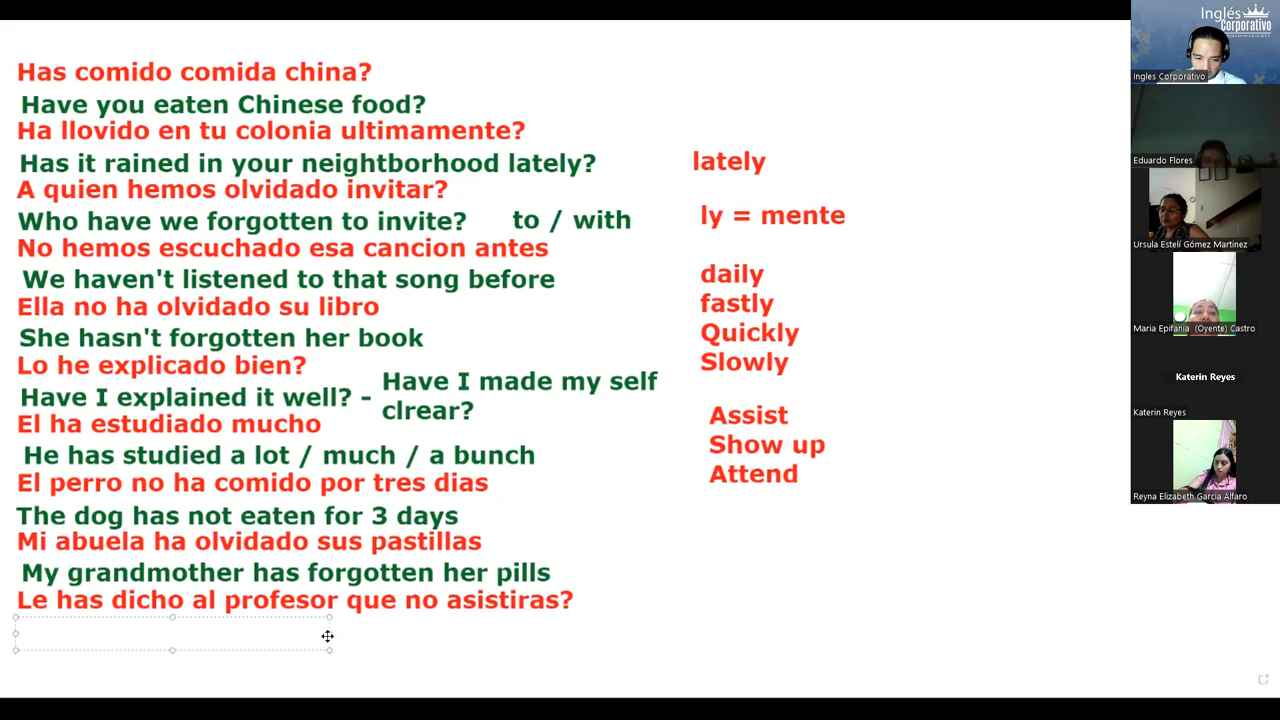 Has comido comida china?
Have you eaten Chinese food?
Ha llovido en tu colonia ultimamente?
Has it rained in your neightborhood lately?
A quien hemos olvidado invitar?
Who have we forgotten to invite?
to / with
No hemos escuchado esa cancion antes
We haven't listened to that song before
Ella no ha olvidado su libro
She hasn't forgotten her book
Lo he explicado bien?
Have I explained it well? -
Have I made my self
clrear?
El ha estudiado mucho
He has studied a lot / much / a bunch
El perro no ha comido por tres dias
The dog has not eaten for 3 days
Mi abuela ha olvidado sus pastillas
My grandmother has forgotten her pills
Le has dicho al profesor que no asistiras?
lately
ly = mente
daily
fastly
Quickly
Slowly
Assist
Show up
Attend
Inglés
Corporativo
Ingles Corporativo
Eduardo Flores
Ursula Estelí Gómez Martinez
Maria Epifania (Oyente) Castro
Katerin Reyes
Katerin Reyes
Reyna Elizabeth Garcia Alfaro